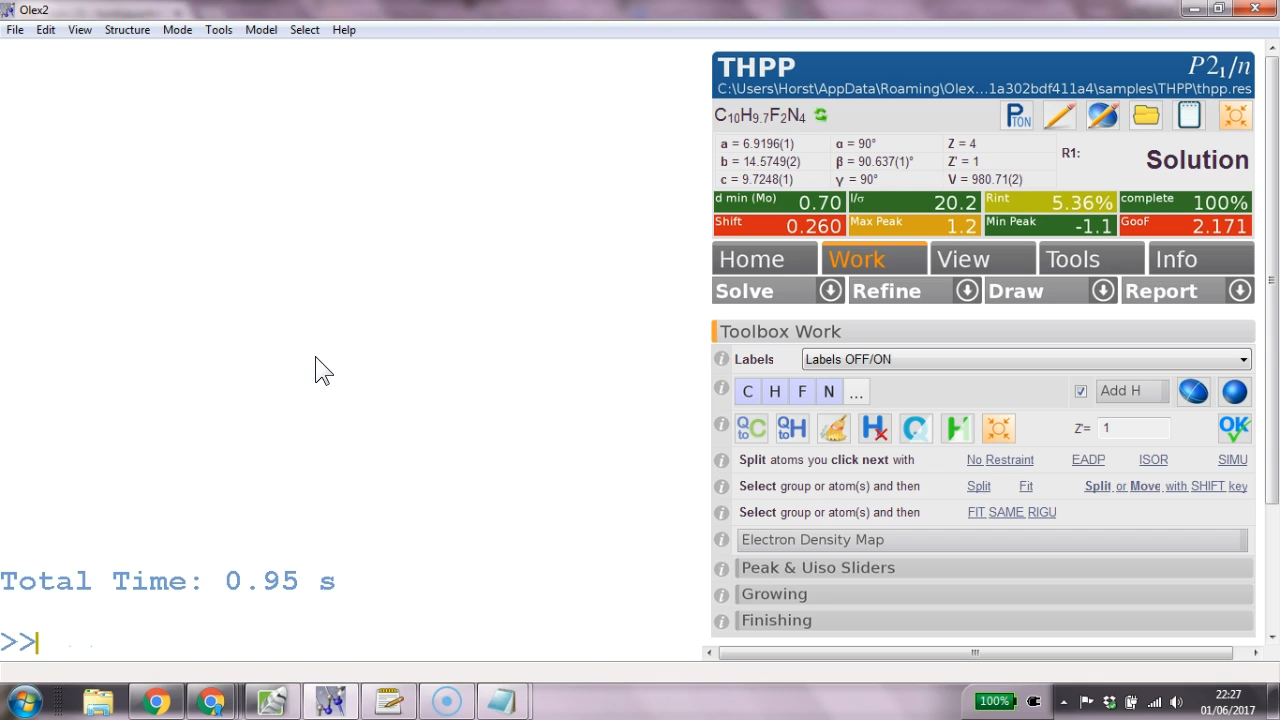 Olex2
File Edit View Structure Mode Tools Model Select Help
THPP P2₁/n
C:\Users\Horst\AppData\Roaming\Olex...1a302bdf411a4\samples\THPP\thpp.res
C₁₀H₉.₇F₂N₄
PTON
a = 6.9196(1) α = 90° Z = 4
b = 14.5749(2) β = 90.637(1)° Z' = 1
c = 9.7248(1) γ = 90° V = 980.71(2)
R1: Solution
d min (Mo) 0.70 I/σ 20.2 Rint 5.36% complete 100%
Shift 0.260 Max Peak 1.2 Min Peak -1.1 GooF 2.171
Home Work View Tools Info
Solve Refine Draw Report
Toolbox Work
Labels Labels OFF/ON
C H F N ... Add H
Q to C Q to H H Z'= 1 OK
Split atoms you click next with No Restraint EADP ISOR SIMU
Select group or atom(s) and then Split Fit Split or Move with SHIFT key
Select group or atom(s) and then FIT SAME RIGU
Electron Density Map
Peak & Uiso Sliders
Growing
Finishing
Total Time: 0.95 s
>>
100% 22:27
01/06/2017